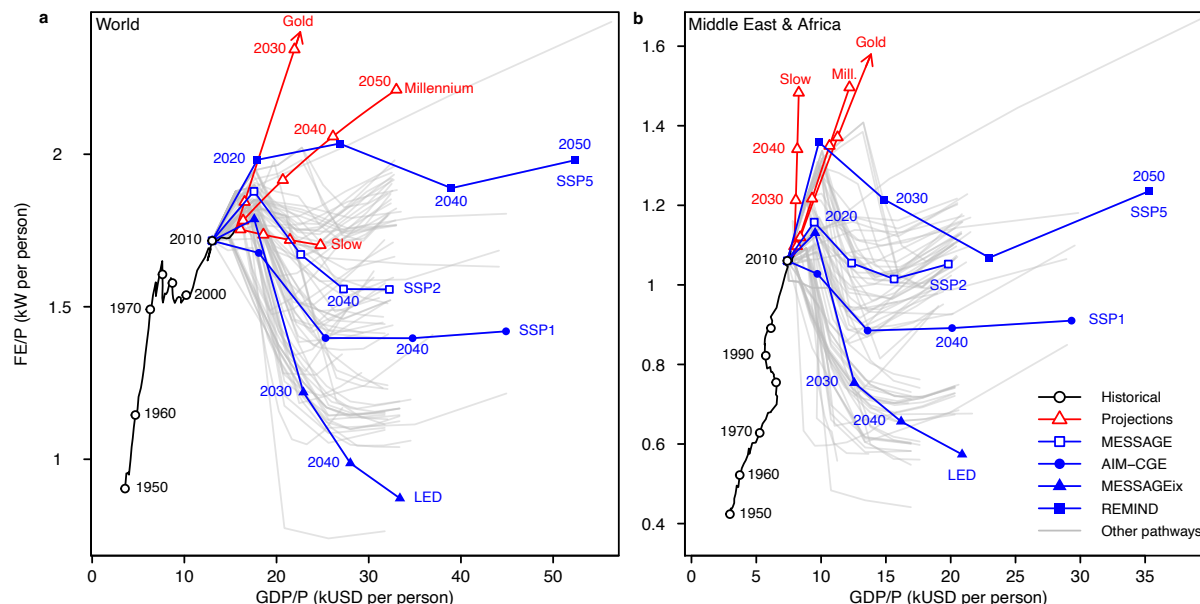 a
World
FE/P (kW per person)
2
1.5
1
0
10
20
30
40
50
GDP/P (kUSD per person)
Gold
2030
2050
Millennium
2040
2020
2050
SSP5
2040
2010
Slow
1970
2000
SSP2
2040
SSP1
2040
2030
1960
2040
LED
1950
b
Middle East & Africa
1.6
1.4
1.2
1
0.8
0.6
0.4
0
5
10
15
20
25
30
35
GDP/P (kUSD per person)
Gold
Slow
Mill.
2040
2030
2030
2050
SSP5
2020
2040
2010
SSP2
SSP1
2040
1990
2030
2040
1970
LED
1960
1950
Historical
Projections
MESSAGE
AIM−CGE
MESSAGEix
REMIND
Other pathways